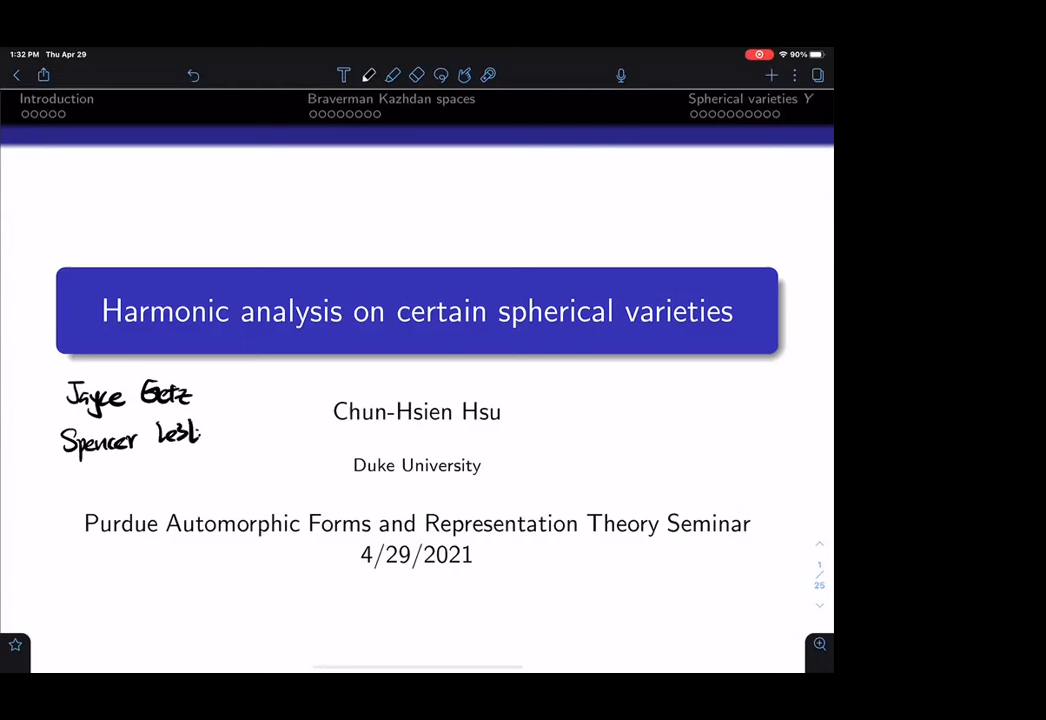 1:32 PM Thu Apr 29
90%
Introduction
Braverman Kazhdan spaces
Spherical varieties Y
Harmonic analysis on certain spherical varieties
Jayce Getz
Spencer
Chun-Hsien Hsu
Duke University
Purdue Automorphic Forms and Representation Theory Seminar
4/29/2021
1
/
25